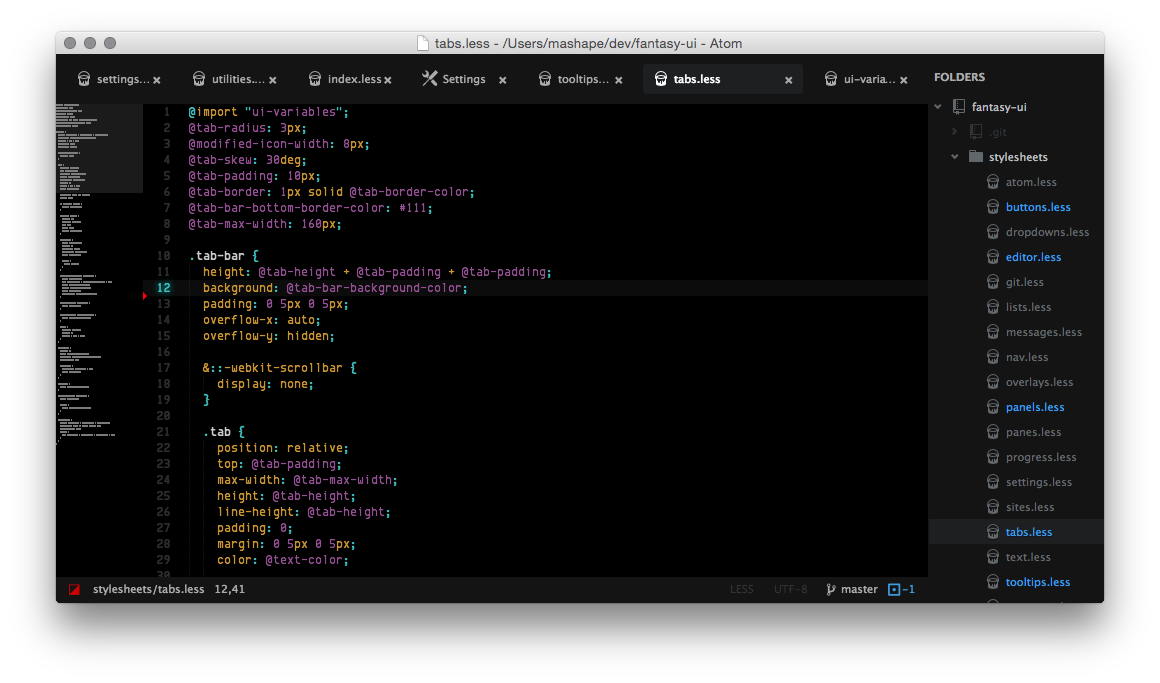 tabs.less - /Users/mashape/dev/fantasy-ui - Atom
settings... utilities.... index.less Settings tooltips... tabs.less ui-varia...
1 @import "ui-variables";
2 @tab-radius: 3px;
3 @modified-icon-width: 8px;
4 @tab-skew: 30deg;
5 @tab-padding: 10px;
6 @tab-border: 1px solid @tab-border-color;
7 @tab-bar-bottom-border-color: #111;
8 @tab-max-width: 160px;
9
10 .tab-bar {
11 height: @tab-height + @tab-padding + @tab-padding;
12 background: @tab-bar-background-color;
13 padding: 0 5px 0 5px;
14 overflow-x: auto;
15 overflow-y: hidden;
16
17 &::-webkit-scrollbar {
18 display: none;
19 }
20
21 .tab {
22 position: relative;
23 top: @tab-padding;
24 max-width: @tab-max-width;
25 height: @tab-height;
26 line-height: @tab-height;
27 padding: 0;
28 margin: 0 5px 0 5px;
29 color: @text-color;
30
FOLDERS
fantasy-ui
.git
stylesheets
atom.less
buttons.less
dropdowns.less
editor.less
git.less
lists.less
messages.less
nav.less
overlays.less
panels.less
panes.less
progress.less
settings.less
sites.less
tabs.less
text.less
tooltips.less
stylesheets/tabs.less 12,41 LESS UTF-8 master -1